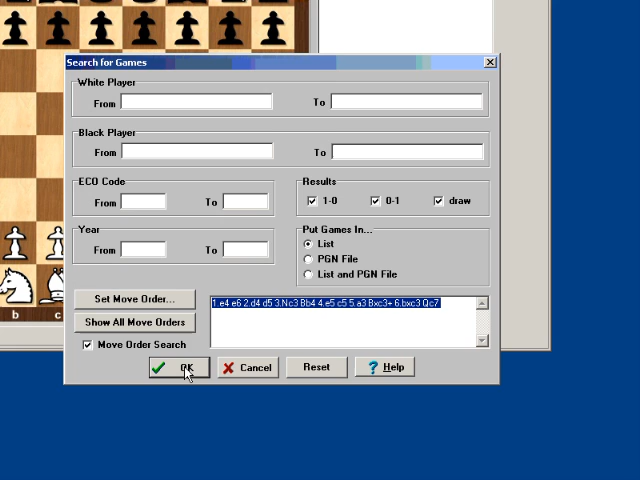 Search for Games
White Player
From To
Black Player
From To
ECO Code Results
From To 1-0 0-1 draw
Year Put Games In...
From To List
PGN File
List and PGN File
Set Move Order... 1.e4 e6 2.d4 d5 3.Nc3 Bb4 4.e5 c5 5.a3 Bxc3+ 6.bxc3 Qc7
Show All Move Orders
Move Order Search
OK Cancel Reset Help
b c